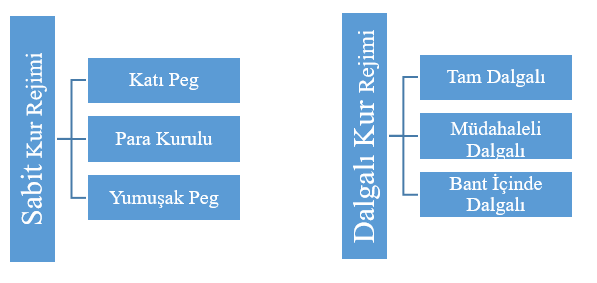 Sabit Kur Rejimi
Katı Peg
Para Kurulu
Yumuşak Peg
Dalgalı Kur Rejimi
Tam Dalgalı
Müdahaleli
Dalgalı
Bant İçinde
Dalgalı